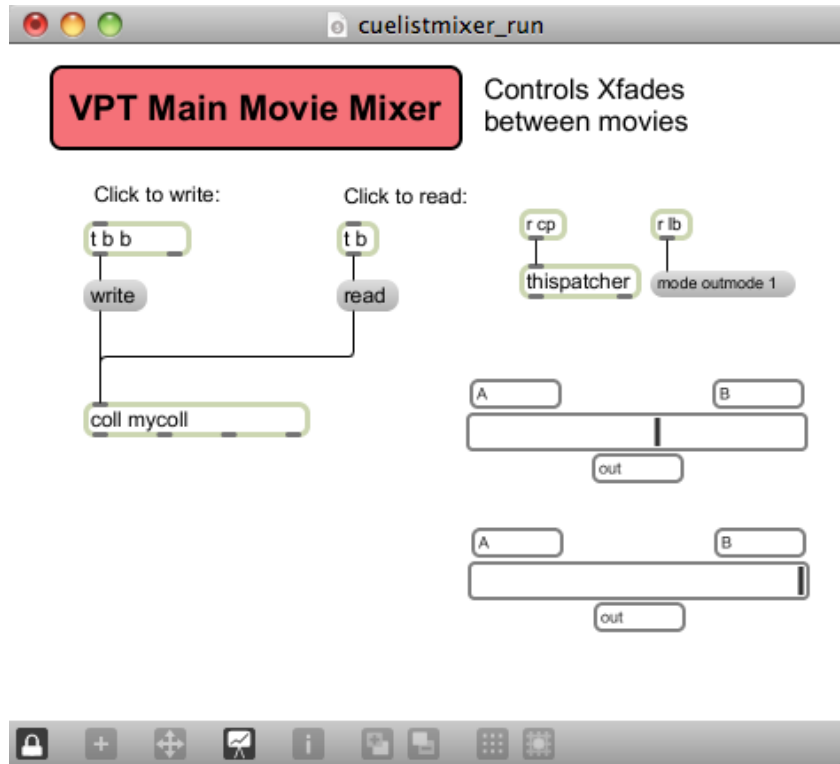 cuelistmixer_run
VPT Main Movie Mixer
Controls Xfades
between movies
Click to write:
Click to read:
t b b
t b
r cp
r lb
write
read
thispatcher
mode outmode 1
coll mycoll
A
B
out
A
B
out